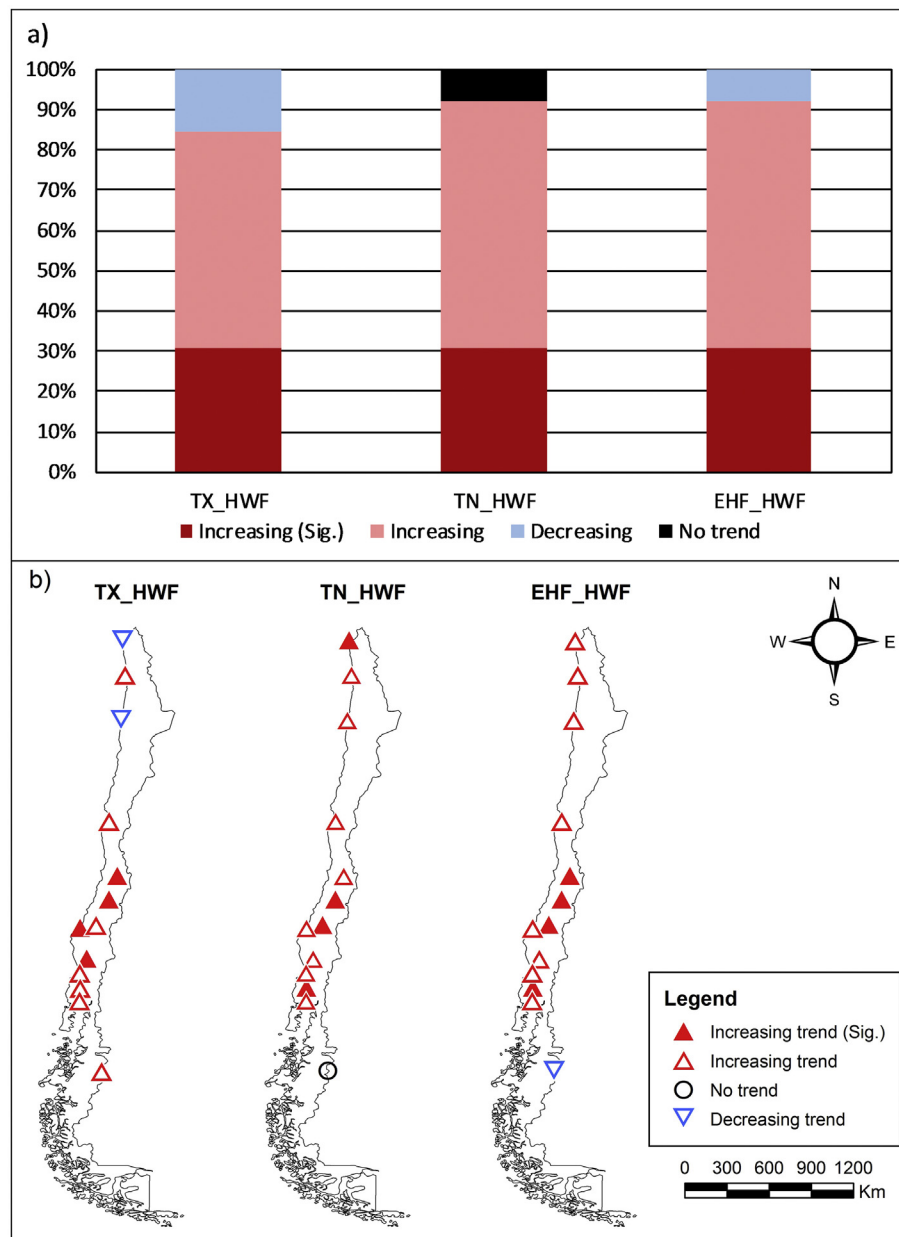 a)
100%
90%
80%
70%
60%
50%
40%
30%
20%
10%
0%
TX_HWF TN_HWF EHF_HWF
Increasing (Sig.) Increasing Decreasing No trend
b)
TX_HWF TN_HWF EHF_HWF
N
W E
S
Legend
Increasing trend (Sig.)
Increasing trend
No trend
Decreasing trend
0 300 600 900 1200
Km